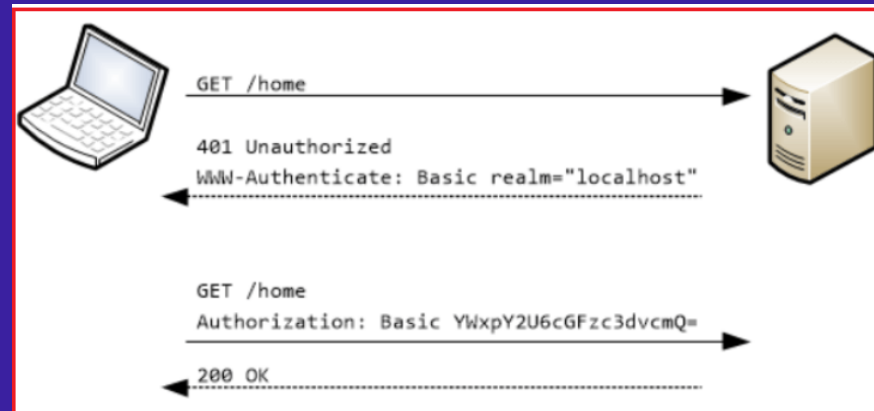 GET /home
401 Unauthorized
WWW-Authenticate: Basic realm="localhost"
GET /home
Authorization: Basic YWxpY2U6cGFzc3dvcmQ=
200 OK